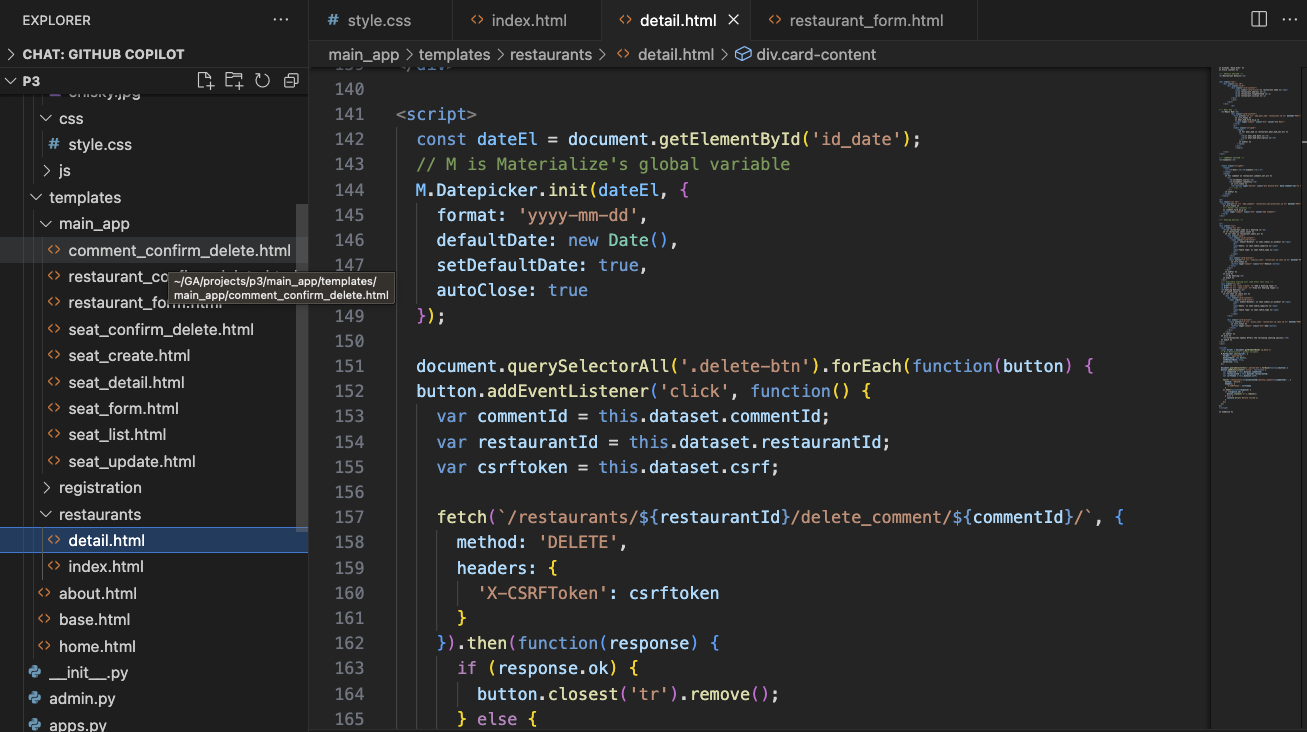 EXPLORER
CHAT: GITHUB COPILOT
P3
css
# style.css
js
templates
main_app
<> comment_confirm_delete.html
<> restaurant_co
~/GA/projects/p3/main_app/templates/
main_app/comment_confirm_delete.html
<> restaurant_form.html
<> seat_confirm_delete.html
<> seat_create.html
<> seat_detail.html
<> seat_form.html
<> seat_list.html
<> seat_update.html
registration
restaurants
<> detail.html
<> index.html
<> about.html
<> base.html
<> home.html
__init__.py
admin.py
apps.py
# style.css
<> index.html
<> detail.html
<> restaurant_form.html
main_app > templates > restaurants > <> detail.html > div.card-content
140
141 <script>
142 const dateEl = document.getElementById('id_date');
143 // M is Materialize's global variable
144 M.Datepicker.init(dateEl, {
145 format: 'yyyy-mm-dd',
146 defaultDate: new Date(),
147 setDefaultDate: true,
autoClose: true
149 });
150
151 document.querySelectorAll('.delete-btn').forEach(function(button) {
152 button.addEventListener('click', function() {
153 var commentId = this.dataset.commentId;
154 var restaurantId = this.dataset.restaurantId;
155 var csrftoken = this.dataset.csrf;
156
157 fetch(`/restaurants/${restaurantId}/delete_comment/${commentId}/`, {
158 method: 'DELETE',
159 headers: {
160 'X-CSRFToken': csrftoken
161 }
162 }).then(function(response) {
163 if (response.ok) {
164 button.closest('tr').remove();
165 } else {